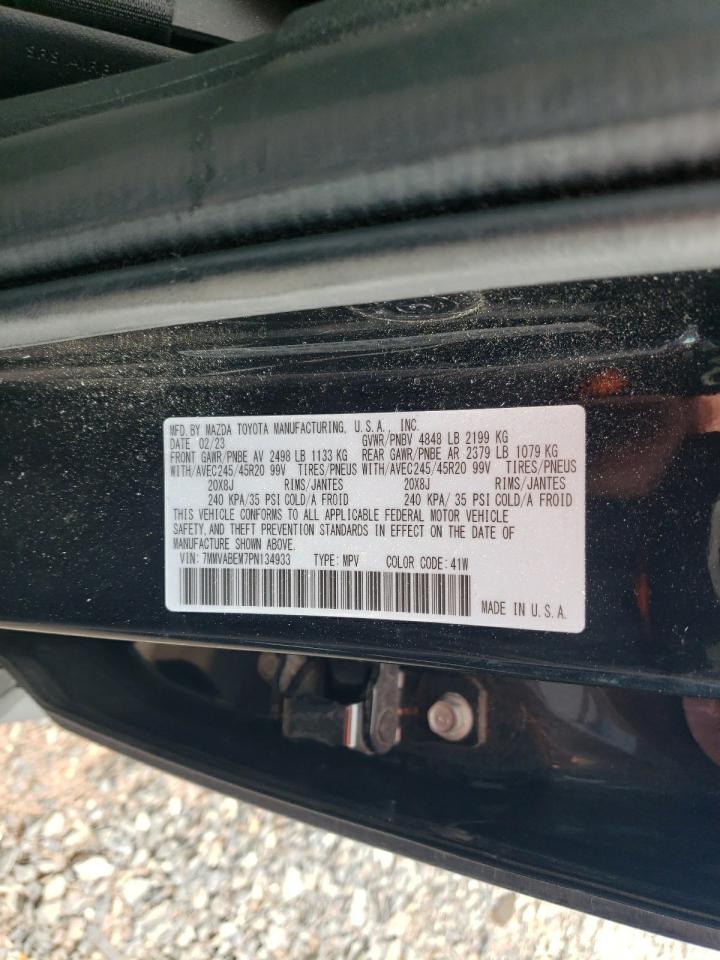 SRS AIRB
MFD. BY MAZDA TOYOTA MANUFACTURING, U.S.A., INC.
DATE 02/23 GVWR/PNBV 4848 LB 2199 KG
FRONT GAWR/PNBE AV 2498 LB 1133 KG REAR GAWR/PNBE AR 2379 LB 1079 KG
WITH/AVEC245/45R20 99V TIRES/PNEUS WITH/AVEC245/45R20 99V TIRES/PNEUS
20X8J RIMS/JANTES 20X8J RIMS/JANTES
240 KPA/35 PSI COLD/A FROID 240 KPA/ 35 PSI COLD/A FROID
THIS VEHICLE CONFORMS TO ALL APPLICABLE FEDERAL MOTOR VEHICLE
SAFETY, AND THEFT PREVENTION STANDARDS IN EFFECT ON THE DATE OF
MANUFACTURE SHOWN ABOVE.
VIN: 7MMVABEM7PN134933 TYPE: MPV COLOR CODE: 41W
MADE IN U.S.A.